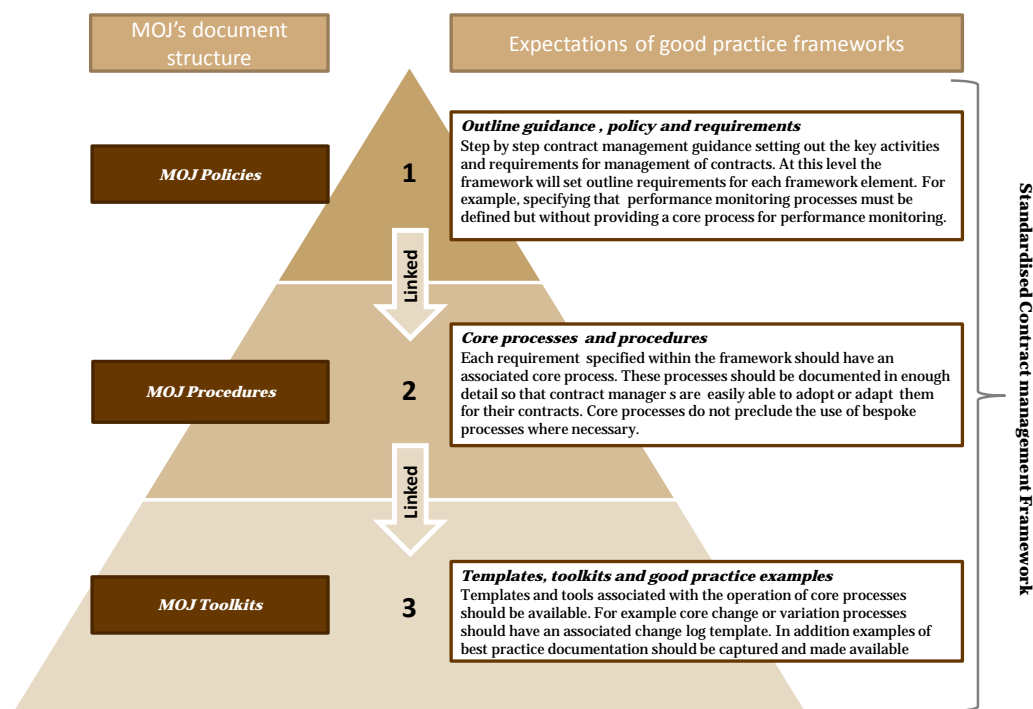 MOJ's document
structure
Expectations of good practice frameworks
MOJ Policies
1
Outline guidance , policy and requirements
Step by step contract management guidance setting out the key activities
and requirements for management of contracts. At this level the
framework will set outline requirements for each framework element. For
example, specifying that performance monitoring processes must be
defined but without providing a core process for performance monitoring.
Linked
MOJ Procedures
2
Core processes and procedures
Each requirement specified within the framework should have an
associated core process. These processes should be documented in enough
detail so that contract manager s are easily able to adopt or adapt them
for their contracts. Core processes do not preclude the use of bespoke
processes where necessary.
Linked
MOJ Toolkits
3
Templates, toolkits and good practice examples
Templates and tools associated with the operation of core processes
should be available. For example core change or variation processes
should have an associated change log template. In addition examples of
best practice documentation should be captured and made available
Standardised Contract management Framework